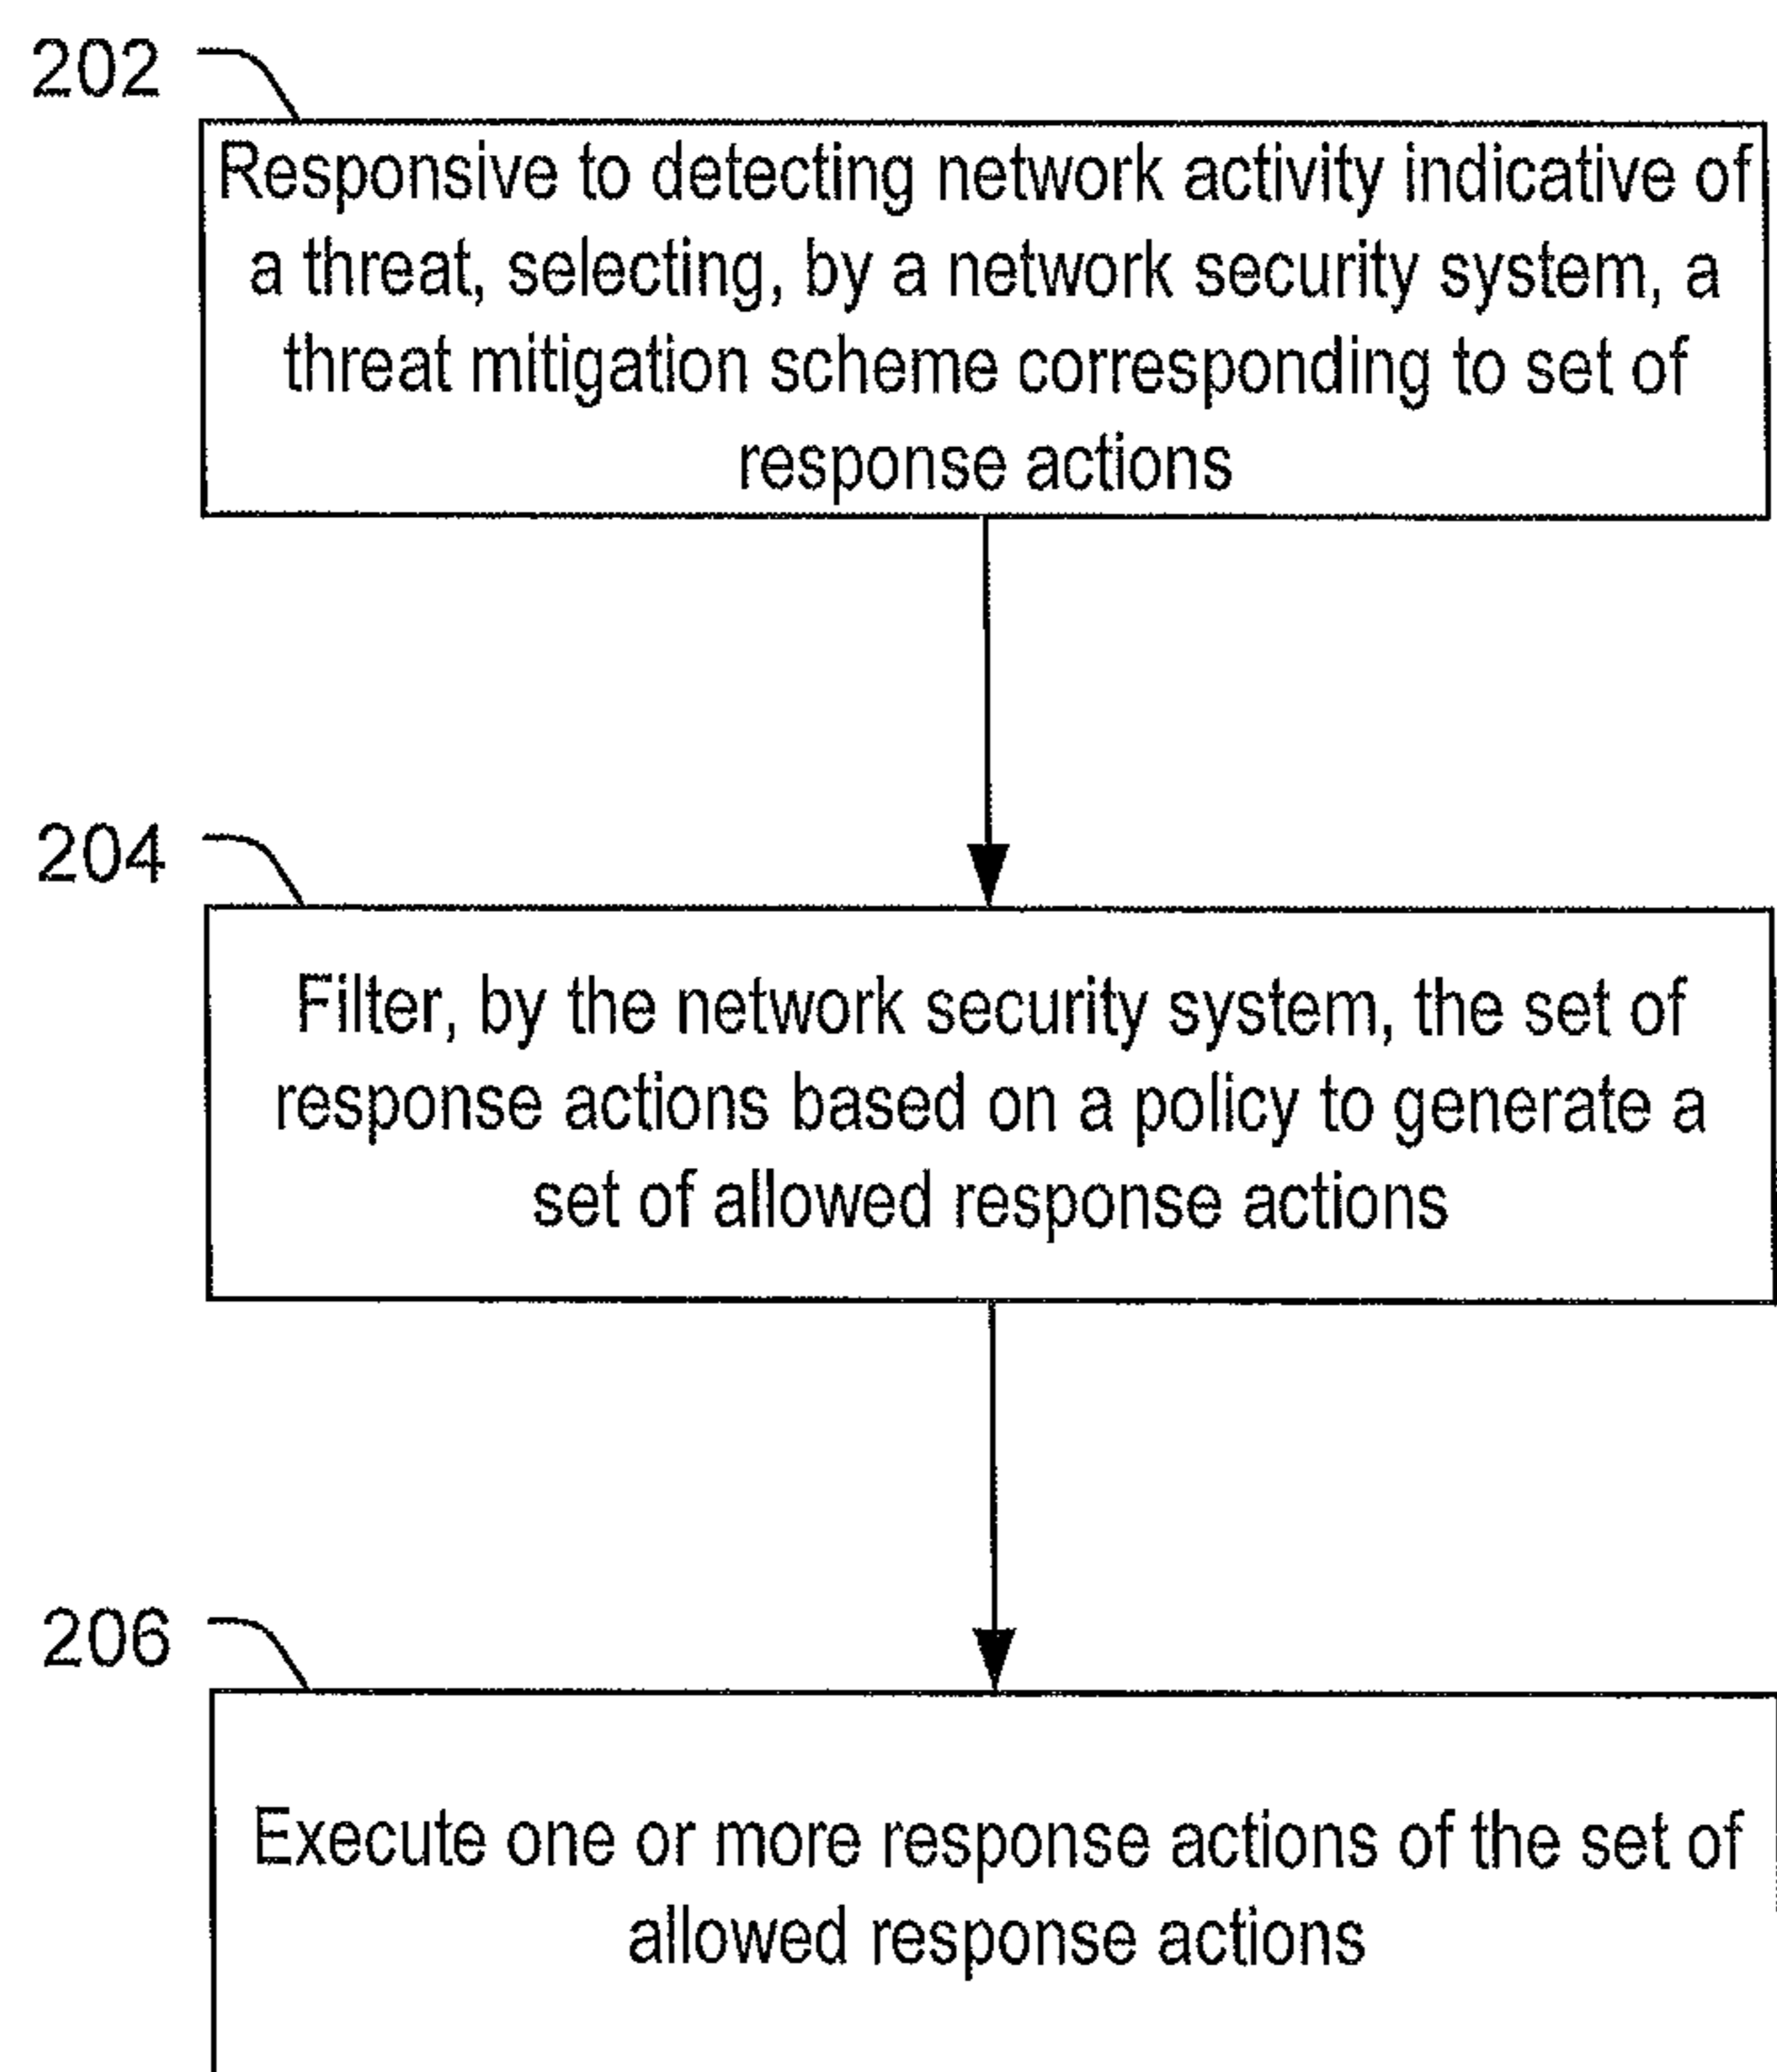 202
Responsive to detecting network activity indicative of
a threat, selecting, by a network security system, a
threat mitigation scheme corresponding to set of
response actions
204
Filter, by the network security system, the set of
response actions based on a policy to generate a
set of allowed response actions
206
Execute one or more response actions of the set of
allowed response actions